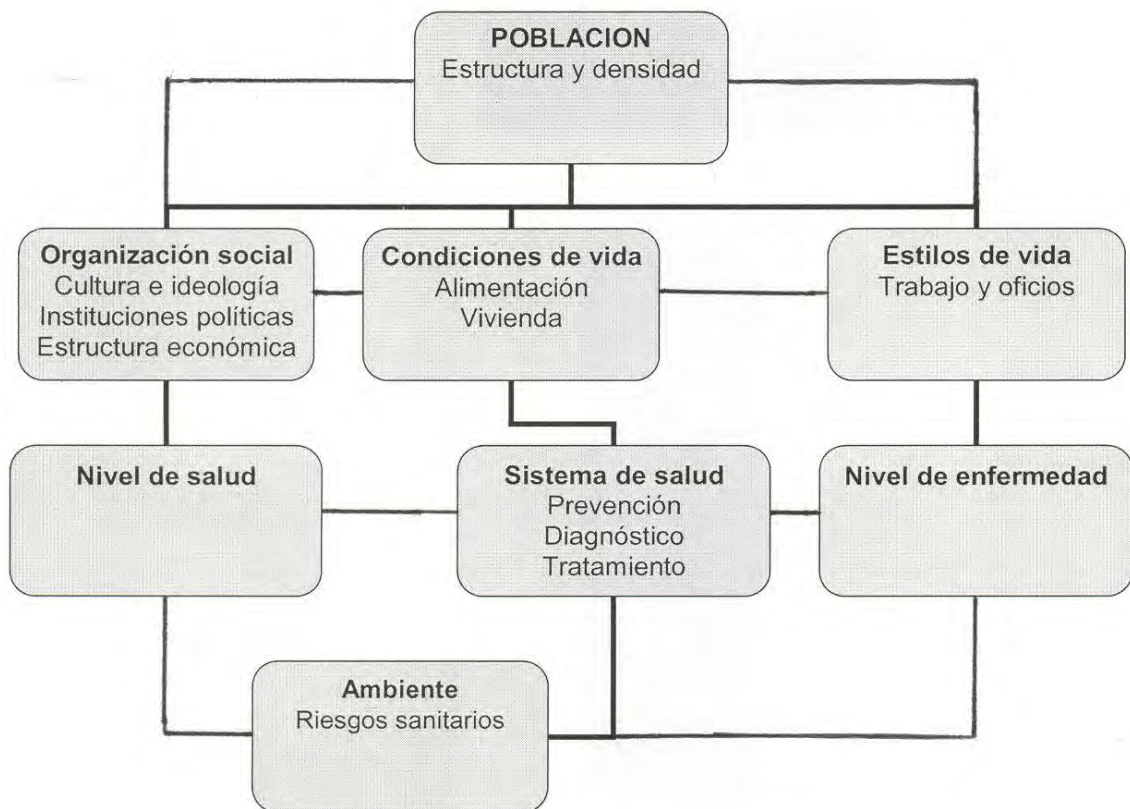 POBLACION
Estructura y densidad
Organización social
Cultura e ideología
Instituciones políticas
Estructura económica
Condiciones de vida
Alimentación
Vivienda
Estilos de vida
Trabajo y oficios
Nivel de salud
Sistema de salud
Prevención
Diagnóstico
Tratamiento
Nivel de enfermedad
Ambiente
Riesgos sanitarios